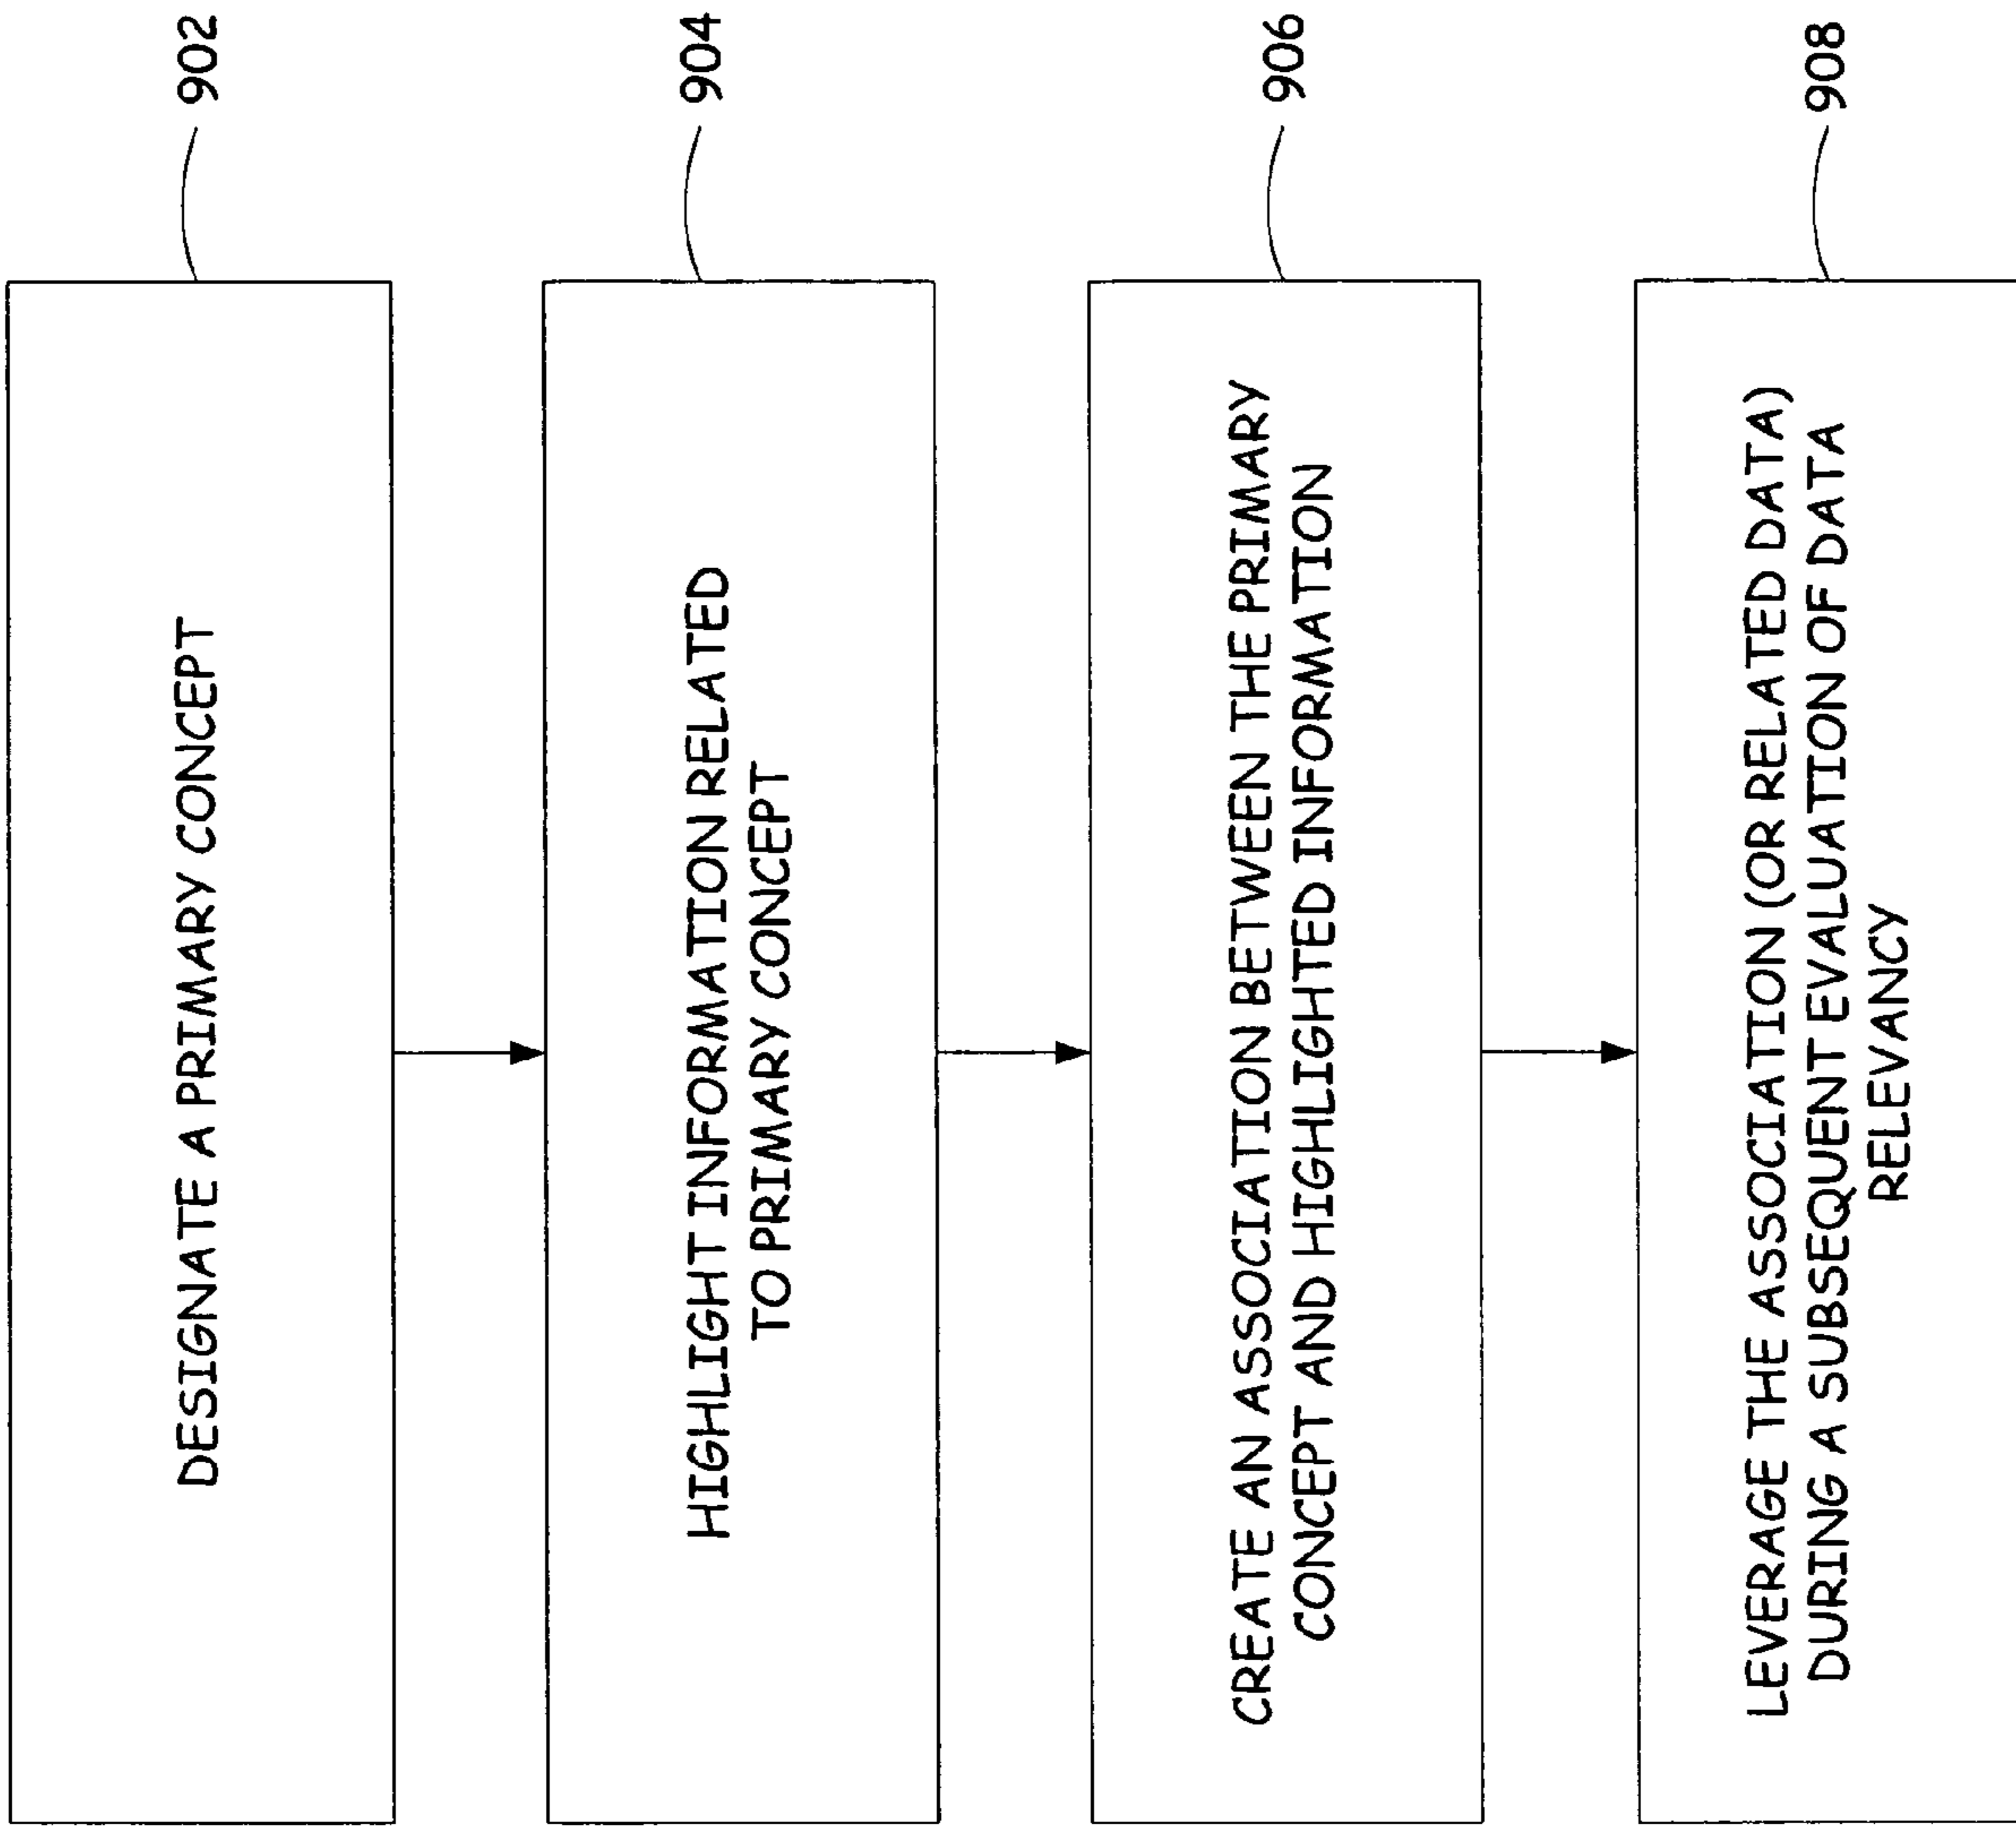 DESIGNATE A PRIMARY CONCEPT
902
HIGHLIGHT INFORMATION RELATED
TO PRIMARY CONCEPT
904
CREATE AN ASSOCIATION BETWEEN THE PRIMARY
CONCEPT AND HIGHLIGHTED INFORMATION
906
LEVERAGE THE ASSOCIATION (OR RELATED DATA)
DURING A SUBSEQUENT EVALUATION OF DATA
RELEVANCY
908